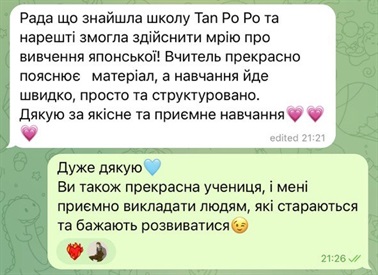 Рада що знайшла школу Tan Po Po та
нарешті змогла здійснити мрію про
вивчення японської! Вчитель прекрасно
пояснює матеріал, а навчання йде
швидко, просто та структуровано.
Дякую за якісне та приємне навчання💗💗
💗
edited 21:21
Дуже дякую🩵
Ви також прекрасна учениця, і мені
приємно викладати людям, які стараються
та бажають розвиватися😉
21:26